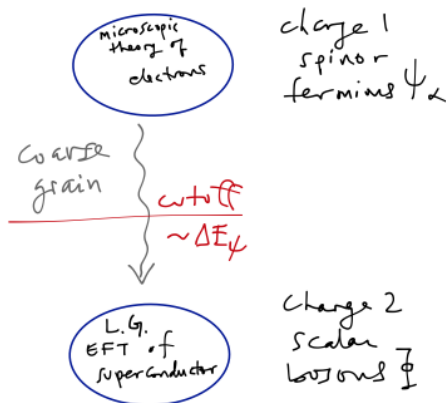 microscopic
theory of
electrons
charge 1
spinor
fermions ψ_α
coarse
grain
cutoff
~ ΔE_ψ
L.G.
EFT of
superconductor
charge 2
scalar
bosons Φ